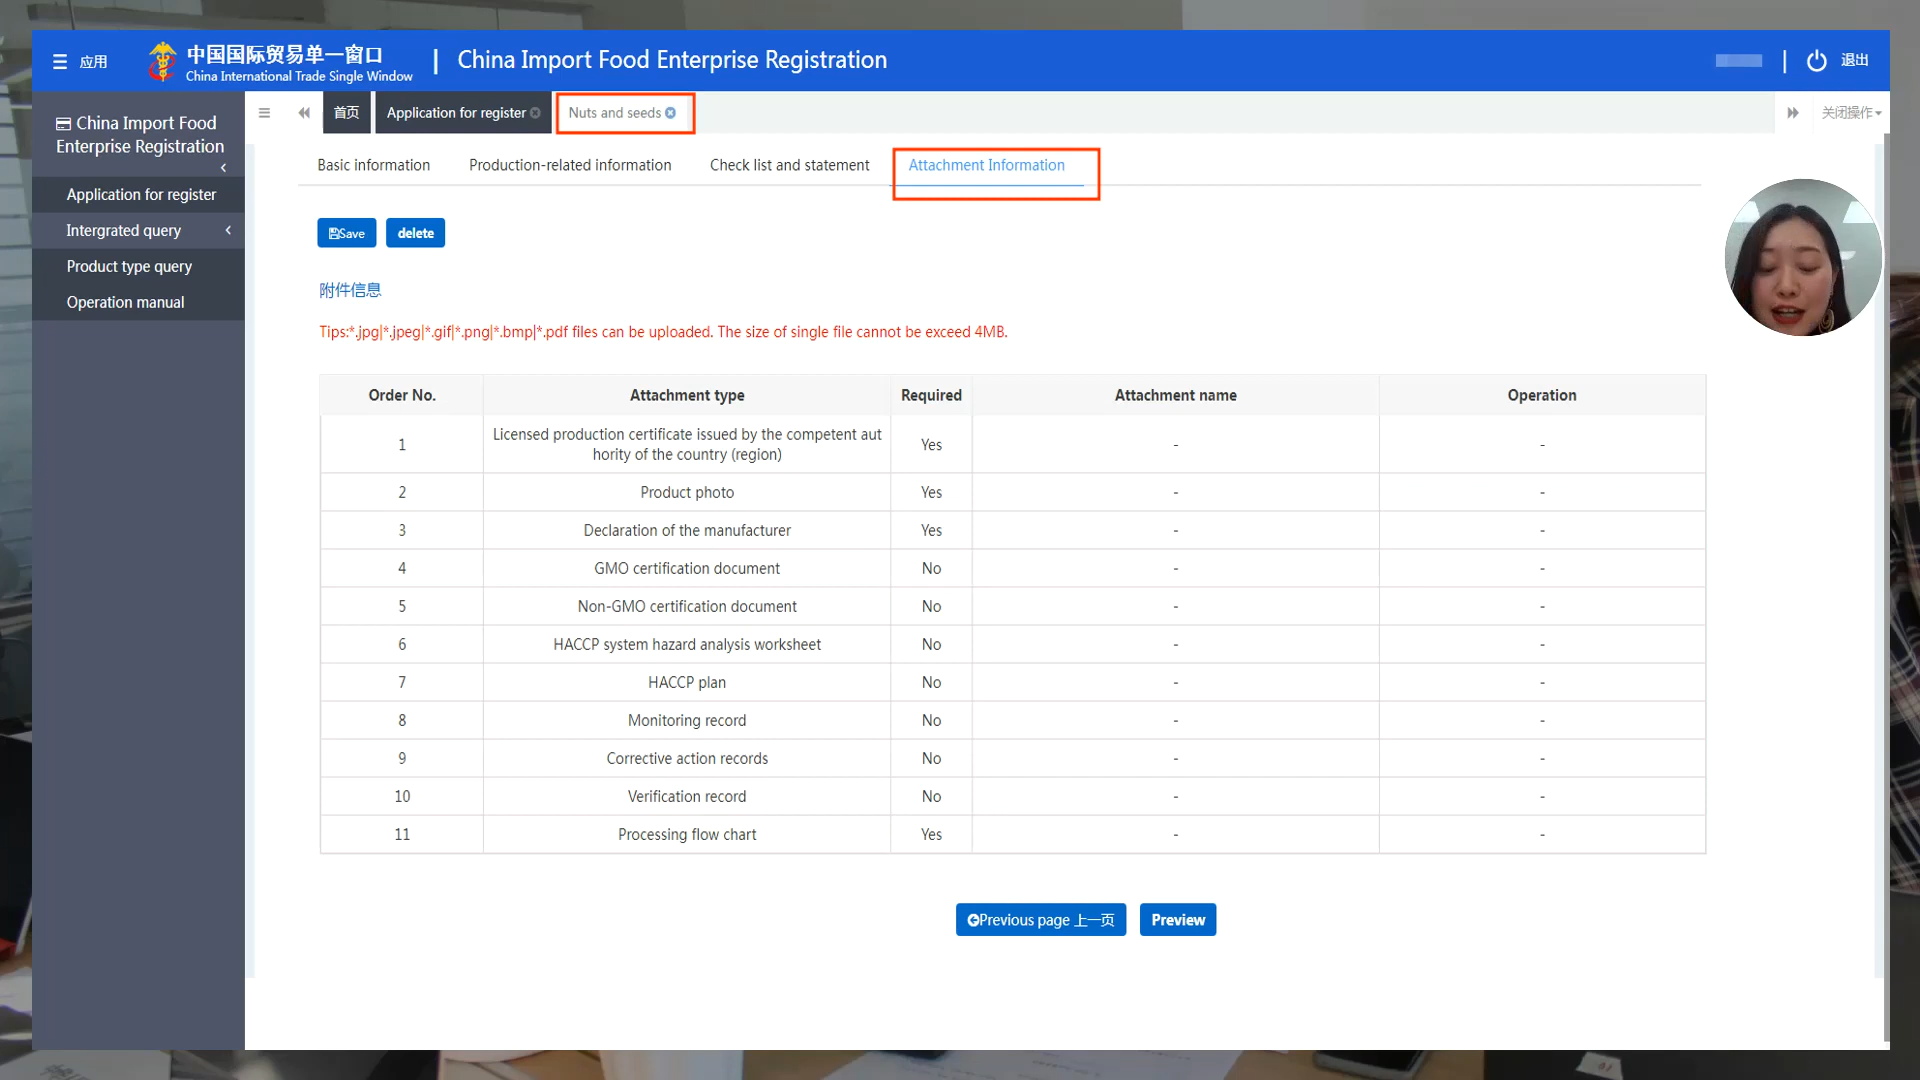 应用
中国国际贸易单一窗口
China International Trade Single Window
China Import Food Enterprise Registration
退出
China Import Food
Enterprise Registration
Application for register
Intergrated query
Product type query
Operation manual
首页
Application for register
Nuts and seeds
关闭操作
Basic information
Production-related information
Check list and statement
Attachment Information
Save
delete
附件信息
Tips:*.jpg|*.jpeg|*.gif|*.png|*.bmp|*.pdf files can be uploaded. The size of single file cannot be exceed 4MB.
Order No. Attachment type Required Attachment name Operation
1 Licensed production certificate issued by the competent aut
hority of the country (region) Yes - -
2 Product photo Yes - -
3 Declaration of the manufacturer Yes - -
4 GMO certification document No - -
5 Non-GMO certification document No - -
6 HACCP system hazard analysis worksheet No - -
7 HACCP plan No - -
8 Monitoring record No - -
9 Corrective action records No - -
10 Verification record No - -
11 Processing flow chart Yes - -
Previous page 上一页
Preview